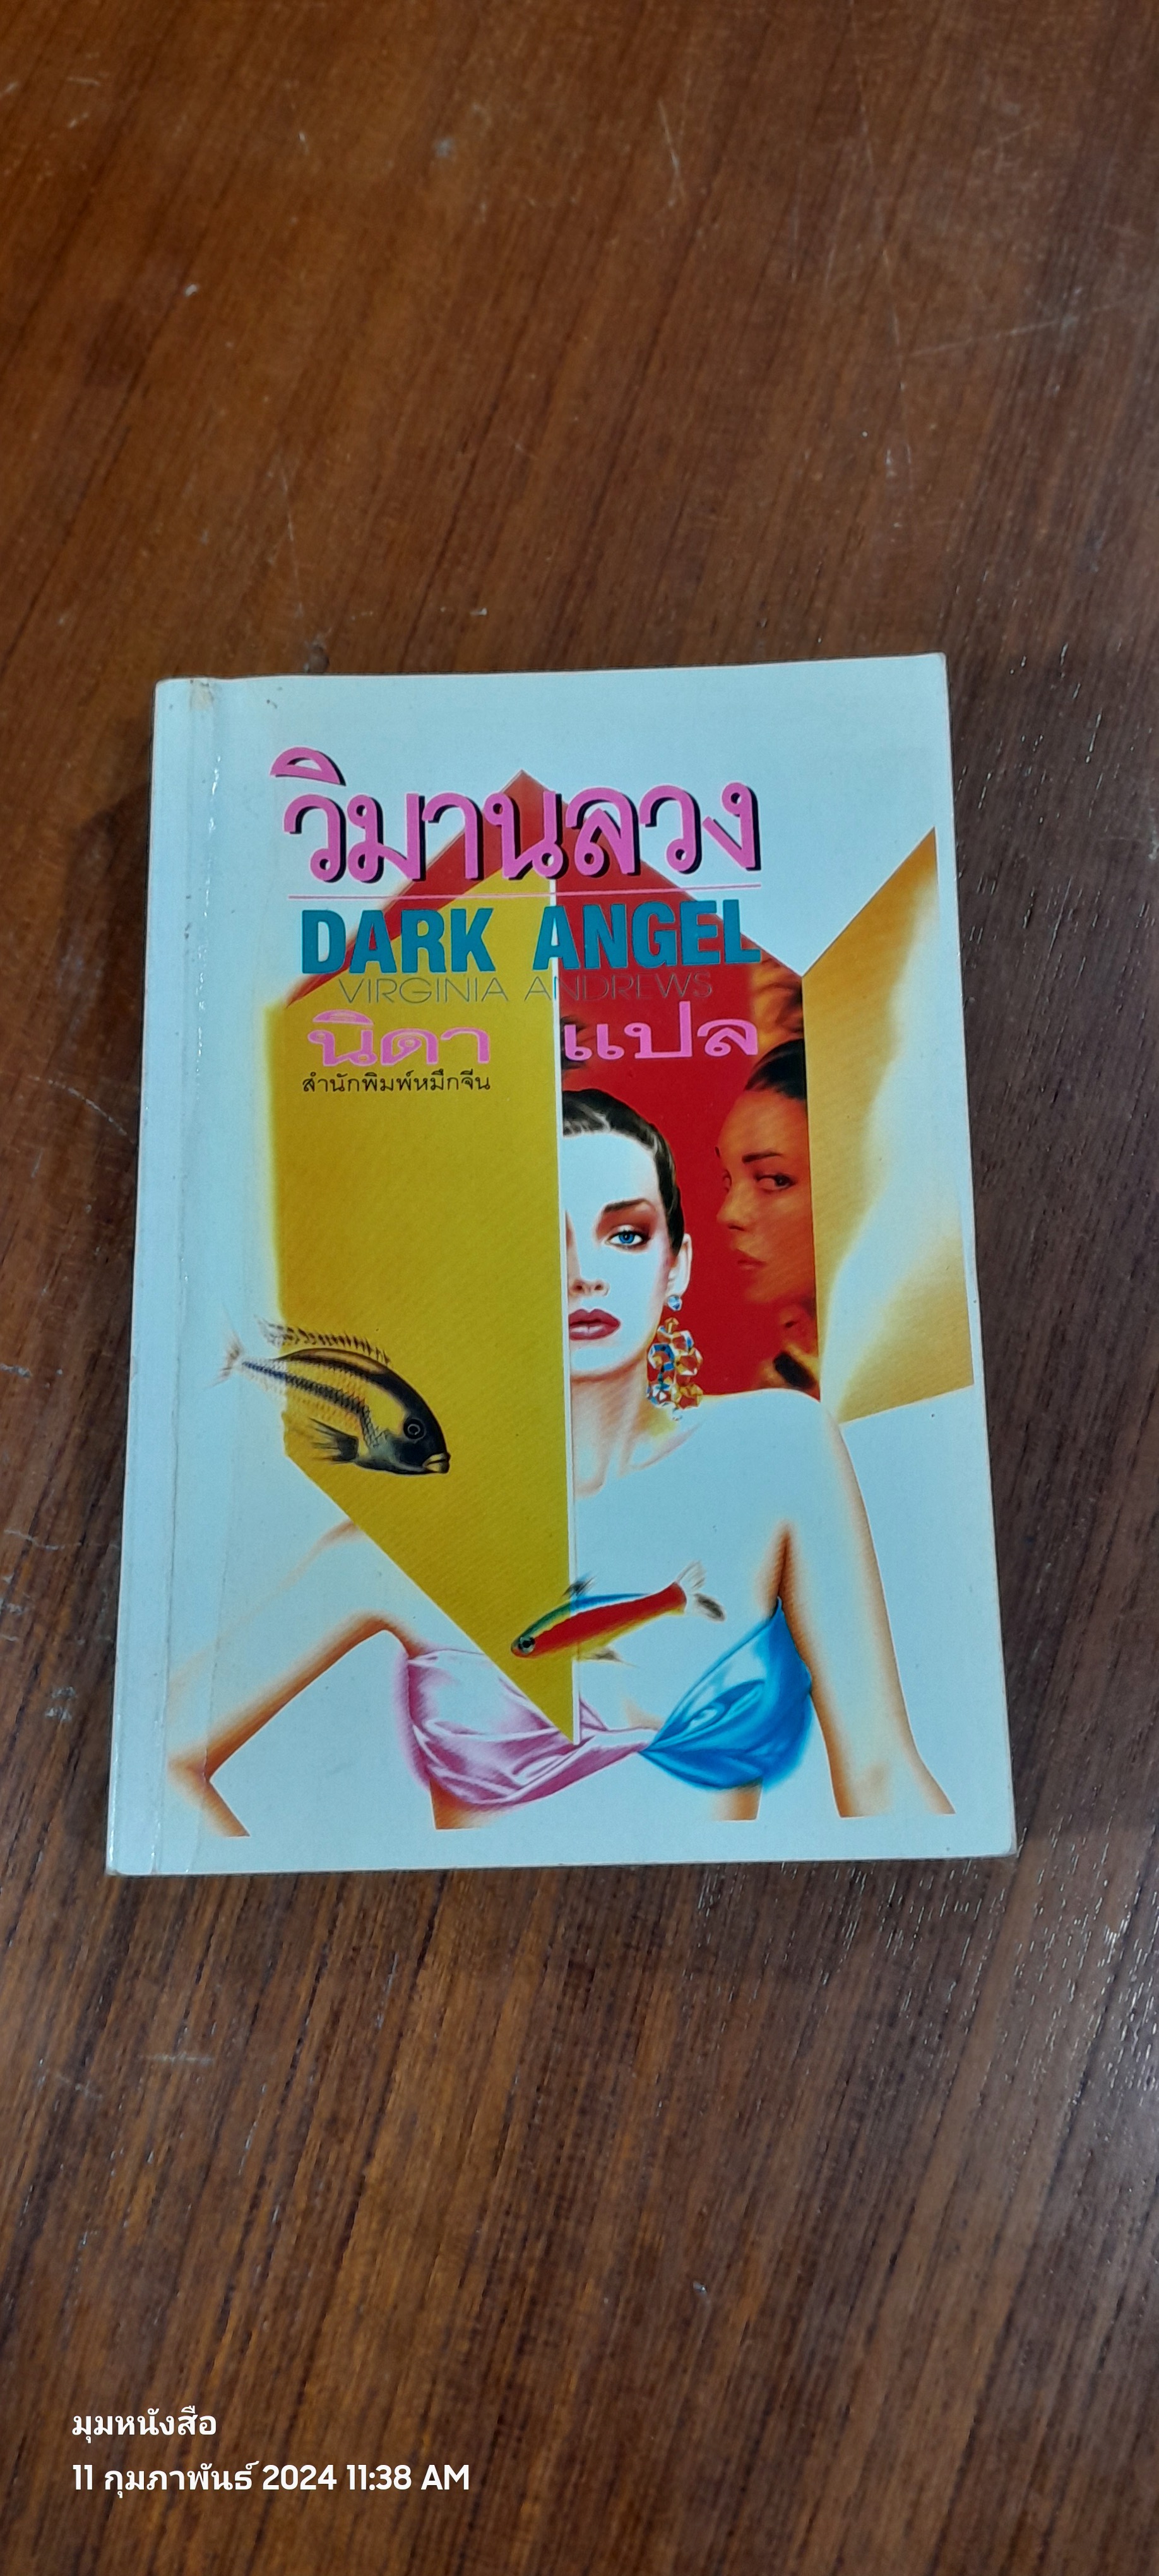 วิมานลวง
DARK ANGEL
VIRGINIA ANDREWS
นิดา แปล
สำนักพิมพ์หมึกจีน
มุมหนังสือ
11 กุมภาพันธ์ 2024 11:38 AM